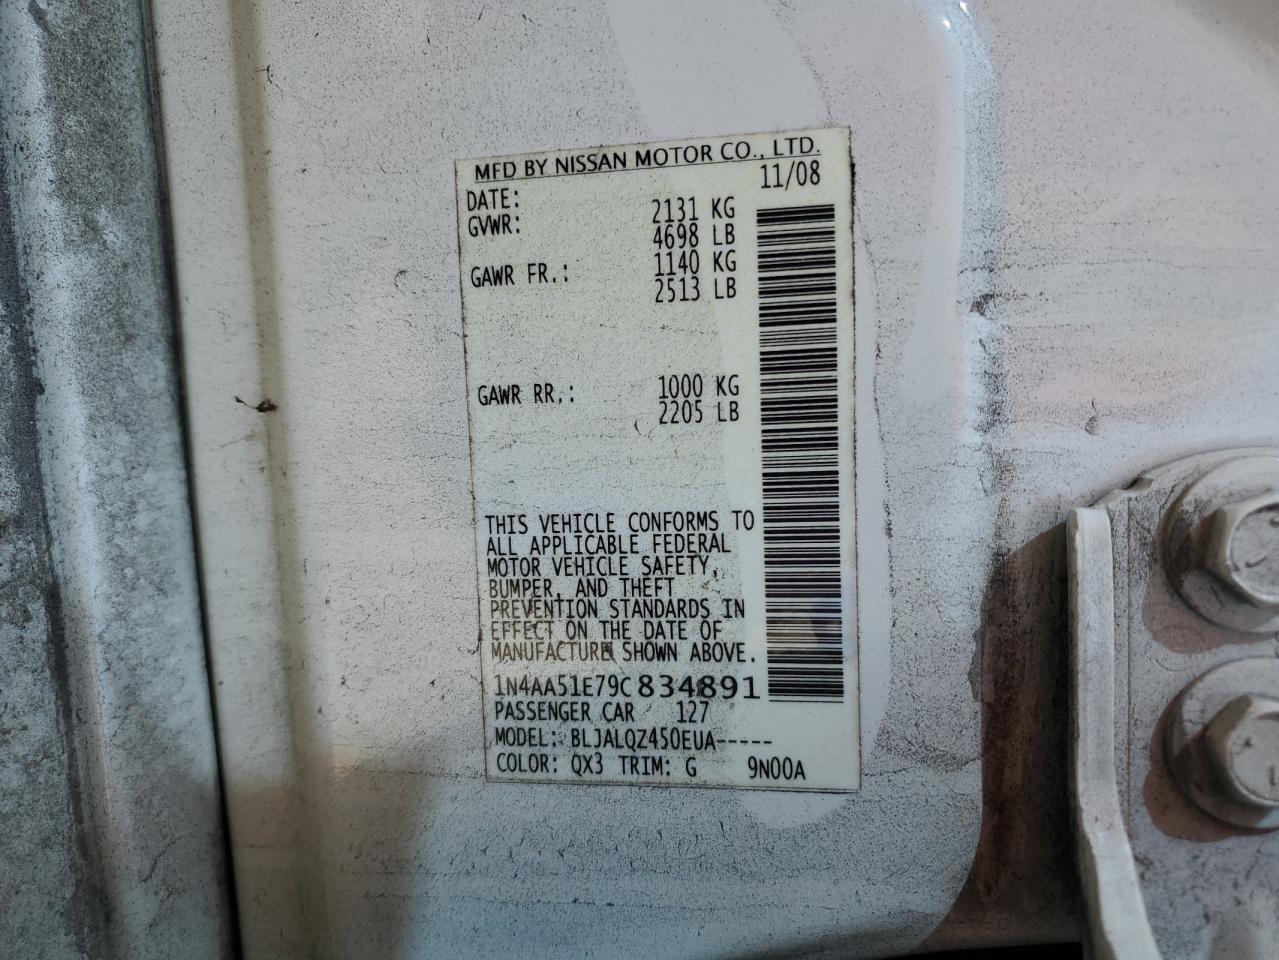 MFD BY NISSAN MOTOR CO., LTD.
DATE: 11/08
GVWR: 2131 KG
4698 LB
GAWR FR.: 1140 KG
2513 LB
GAWR RR.: 1000 KG
2205 LB
THIS VEHICLE CONFORMS TO
ALL APPLICABLE FEDERAL
MOTOR VEHICLE SAFETY,
BUMPER, AND THEFT
PREVENTION STANDARDS IN
EFFECT ON THE DATE OF
MANUFACTURE SHOWN ABOVE.
1N4AA51E79C834891
PASSENGER CAR 127
MODEL: BLJALQZ450EUA-----
COLOR: QX3 TRIM: G 9N00A